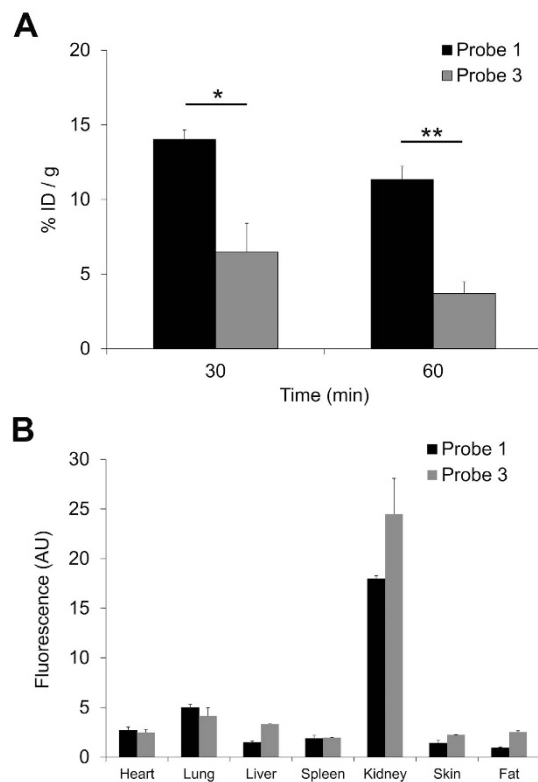 A
20
15
10
5
0
% ID / g
Probe 1
Probe 3
*
**
30
60
Time (min)
B
30
25
20
15
10
5
0
Fluorescence (AU)
Probe 1
Probe 3
Heart Lung Liver Spleen Kidney Skin Fat